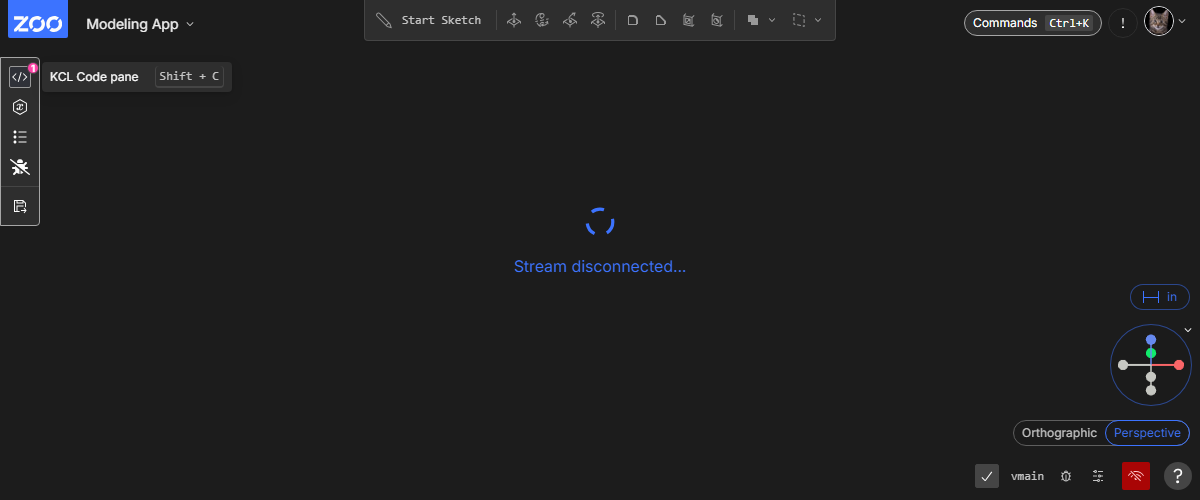 ZOO
Modeling App
Start Sketch
Commands Ctrl+K
!
1
KCL Code pane Shift + C
Stream disconnected...
in
Orthographic Perspective
vmain
?